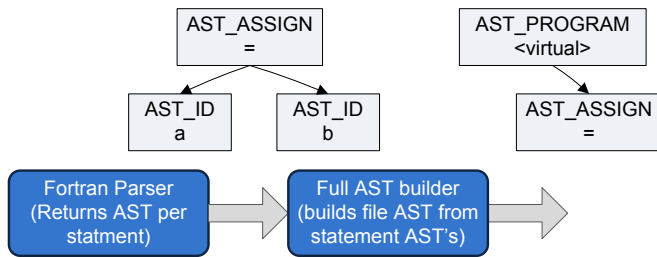 AST_ASSIGN
=
AST_PROGRAM
<virtual>
AST_ID
a
AST_ID
b
AST_ASSIGN
=
Fortran Parser
(Returns AST per
statment)
Full AST builder
(builds file AST from
statement AST's)